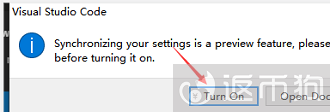 Visual Studio Code
Synchronizing your settings is a preview feature, please
before turning it on.
Turn On
Open Doc
返币狗